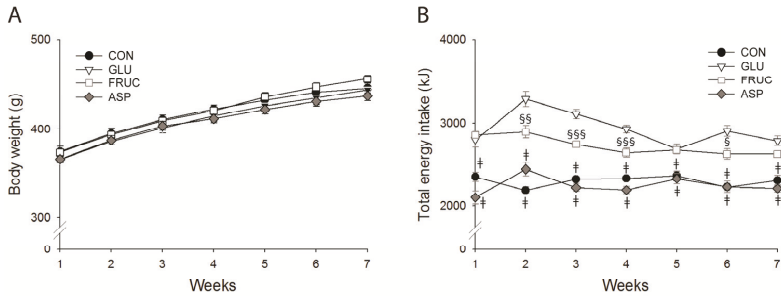 A
Body weight (g)
500
400
300
0
CON
GLU
FRUC
ASP
1 2 3 4 5 6 7
Weeks
B
Total energy intake (kJ)
4000
3000
2000
0
CON
GLU
FRUC
ASP
§§
§§§
§§§
§
ǂ ǂ ǂ ǂ ǂ ǂ ǂ
ǂ ǂ ǂ ǂ ǂ ǂ
1 2 3 4 5 6 7
Weeks